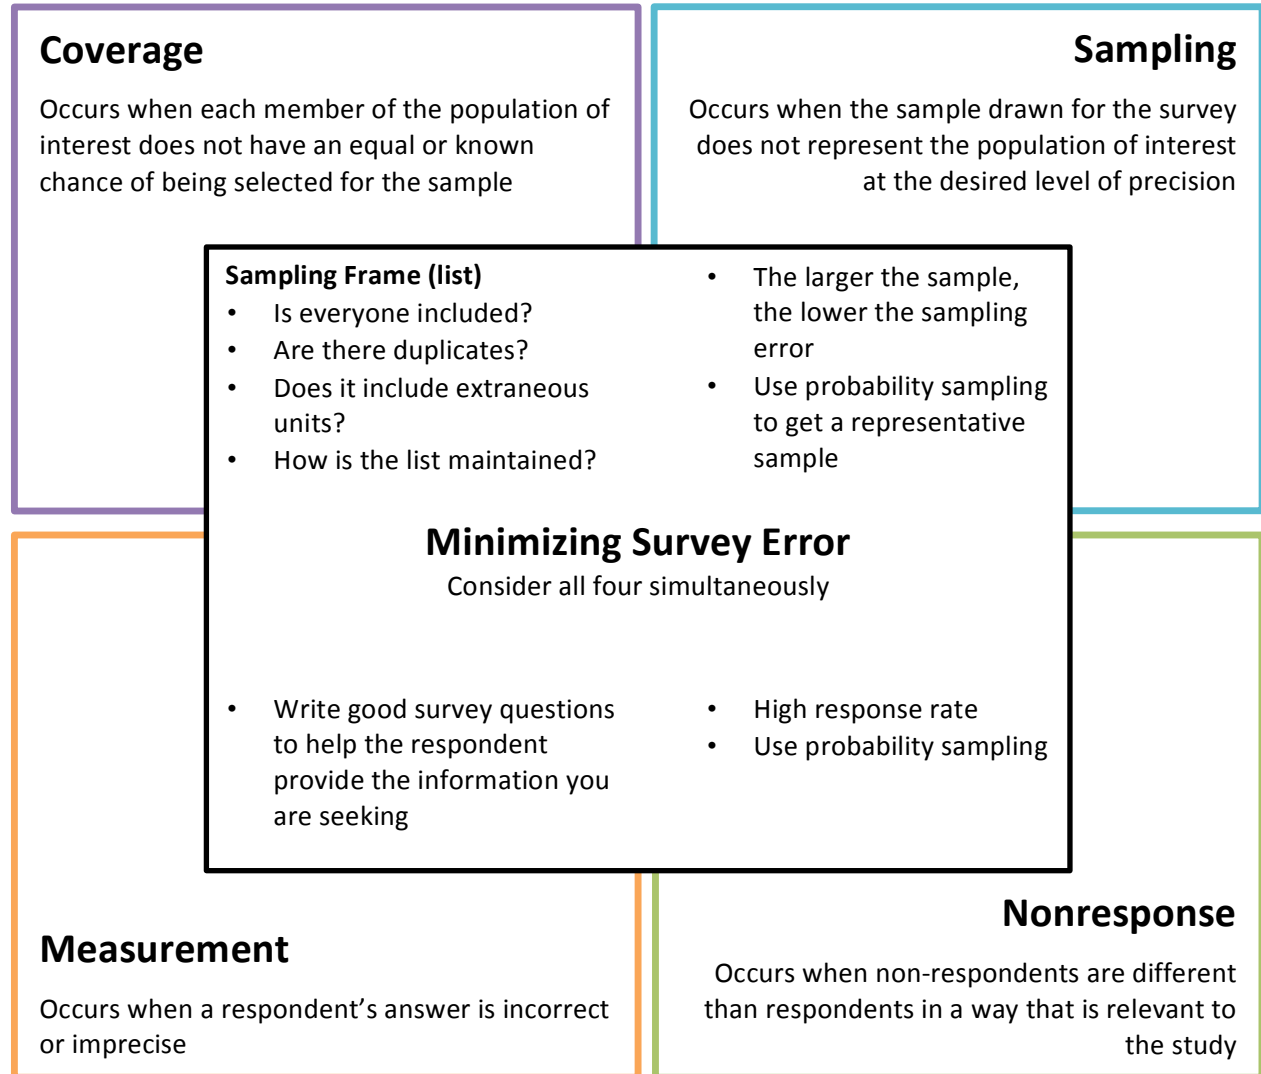 Coverage
Occurs when each member of the population of
interest does not have an equal or known
chance of being selected for the sample
Sampling
Occurs when the sample drawn for the survey
does not represent the population of interest
at the desired level of precision
Sampling Frame (list)
• Is everyone included?
• Are there duplicates?
• Does it include extraneous
units?
• How is the list maintained?
• The larger the sample,
the lower the sampling
error
• Use probability sampling
to get a representative
sample
Minimizing Survey Error
Consider all four simultaneously
• Write good survey questions
to help the respondent
provide the information you
are seeking
• High response rate
• Use probability sampling
Measurement
Occurs when a respondent’s answer is incorrect
or imprecise
Nonresponse
Occurs when non-respondents are different
than respondents in a way that is relevant to
the study